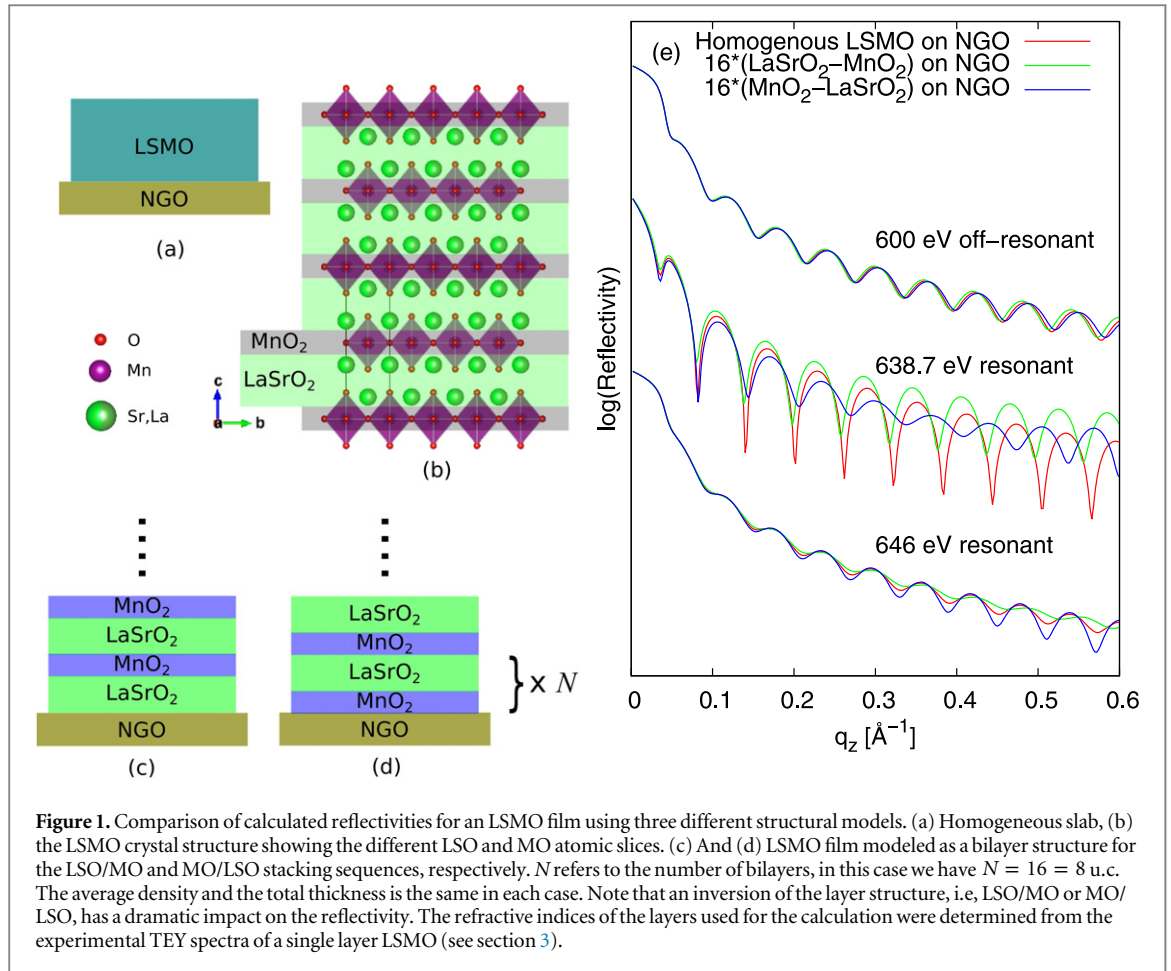 LSMO
NGO
(a)
O
Mn
Sr,La
c
a
b
MnO₂
LaSrO₂
(b)
MnO₂
LaSrO₂
MnO₂
LaSrO₂
NGO
(c)
LaSrO₂
MnO₂
LaSrO₂
MnO₂
NGO
} x N
(d)
(e)
Homogenous LSMO on NGO
16*(LaSrO₂–MnO₂) on NGO
16*(MnO₂–LaSrO₂) on NGO
600 eV off–resonant
638.7 eV resonant
646 eV resonant
log(Reflectivity)
0 0.1 0.2 0.3 0.4 0.5 0.6
q_z [Å⁻¹]
Figure 1. Comparison of calculated reflectivities for an LSMO film using three different structural models. (a) Homogeneous slab, (b)
the LSMO crystal structure showing the different LSO and MO atomic slices. (c) And (d) LSMO film modeled as a bilayer structure for
the LSO/MO and MO/LSO stacking sequences, respectively. N refers to the number of bilayers, in this case we have N = 16 = 8 u.c.
The average density and the total thickness is the same in each case. Note that an inversion of the layer structure, i.e, LSO/MO or MO/
LSO, has a dramatic impact on the reflectivity. The refractive indices of the layers used for the calculation were determined from the
experimental TEY spectra of a single layer LSMO (see section 3).